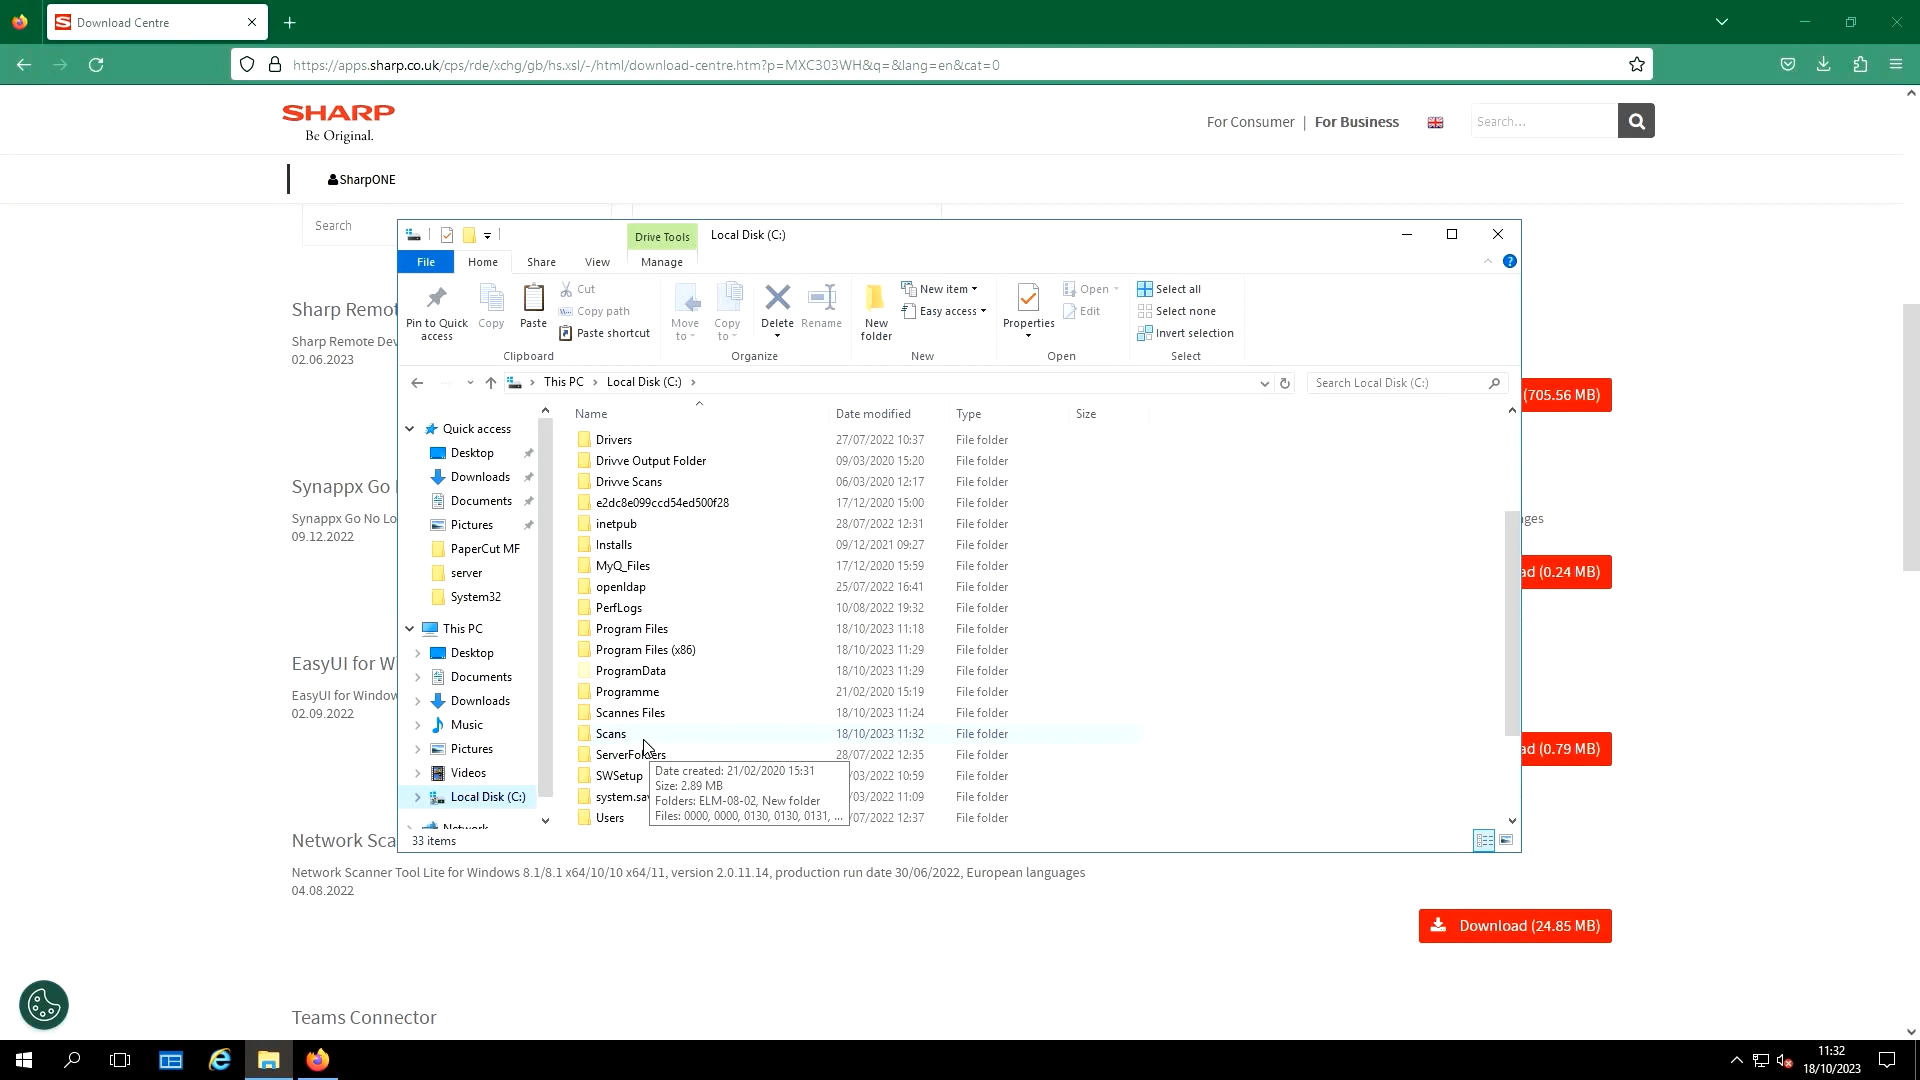 Download Centre
https://apps.sharp.co.uk/cps/rde/xchg/gb/hs.xsl/-/html/download-centre.htm?p=MXC303WH&q=&lang=en&cat=0
SHARP
Be Original.
For Consumer | For Business
Search...
SharpONE
Search
Drive Tools
Local Disk (C:)
File
Home
Share
View
Manage
Pin to Quick access
Copy
Paste
Cut
Copy path
Paste shortcut
Clipboard
Move to
Copy to
Delete
Rename
Organize
New folder
New item
Easy access
New
Properties
Open
Edit
Open
Select all
Select none
Invert selection
Select
This PC > Local Disk (C:) >
Search Local Disk (C:)
Name
Date modified
Type
Size
Quick access
Desktop
Downloads
Documents
Pictures
PaperCut MF
server
System32
This PC
Desktop
Documents
Downloads
Music
Pictures
Videos
Local Disk (C:)
Network
Drivers 27/07/2022 10:37 File folder
Drivve Output Folder 09/03/2020 15:20 File folder
Drivve Scans 06/03/2020 12:17 File folder
e2dc8e099ccd54ed500f28 17/12/2020 15:00 File folder
inetpub 28/07/2022 12:31 File folder
Installs 09/12/2021 09:27 File folder
MyQ_Files 17/12/2020 15:59 File folder
openldap 25/07/2022 16:41 File folder
PerfLogs 10/08/2022 19:32 File folder
Program Files 18/10/2023 11:18 File folder
Program Files (x86) 18/10/2023 11:29 File folder
ProgramData 18/10/2023 11:29 File folder
Programme 21/02/2020 15:19 File folder
Scannes Files 18/10/2023 11:24 File folder
Scans 18/10/2023 11:32 File folder
ServerFolders 28/07/2022 12:35 File folder
SWSetup /03/2022 10:59 File folder
system.sav /03/2022 11:09 File folder
Users /07/2022 12:37 File folder
Date created: 21/02/2020 15:31
Size: 2.89 MB
Folders: ELM-08-02, New folder
Files: 0000, 0000, 0130, 0130, 0131, ...
33 items
Sharp Remot
Sharp Remote Dev
02.06.2023
(705.56 MB)
Synappx Go
Synappx Go No Lo
09.12.2022
ges
ad (0.24 MB)
EasyUI for W
EasyUI for Window
02.09.2022
ad (0.79 MB)
Network Sca
Network Scanner Tool Lite for Windows 8.1/8.1 x64/10/10 x64/11, version 2.0.11.14, production run date 30/06/2022, European languages
04.08.2022
Download (24.85 MB)
Teams Connector
11:32
18/10/2023